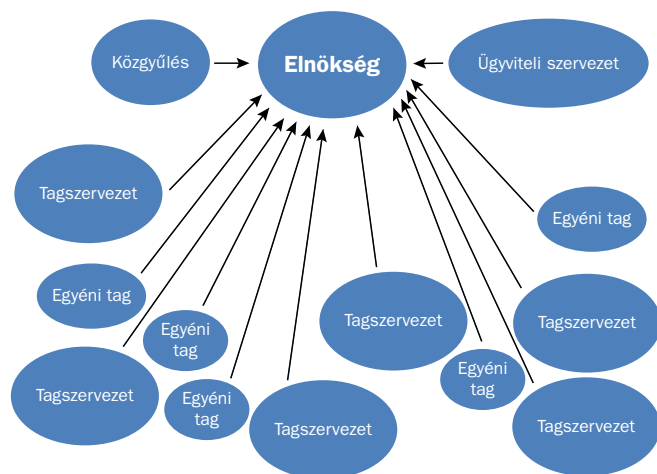 Közgyűlés
Elnökség
Ügyviteli szervezet
Tagszervezet
Egyéni tag
Egyéni tag
Tagszervezet
Tagszervezet
Egyéni
tag
Tagszervezet
Egyéni
tag
Egyéni
tag
Tagszervezet
Tagszervezet